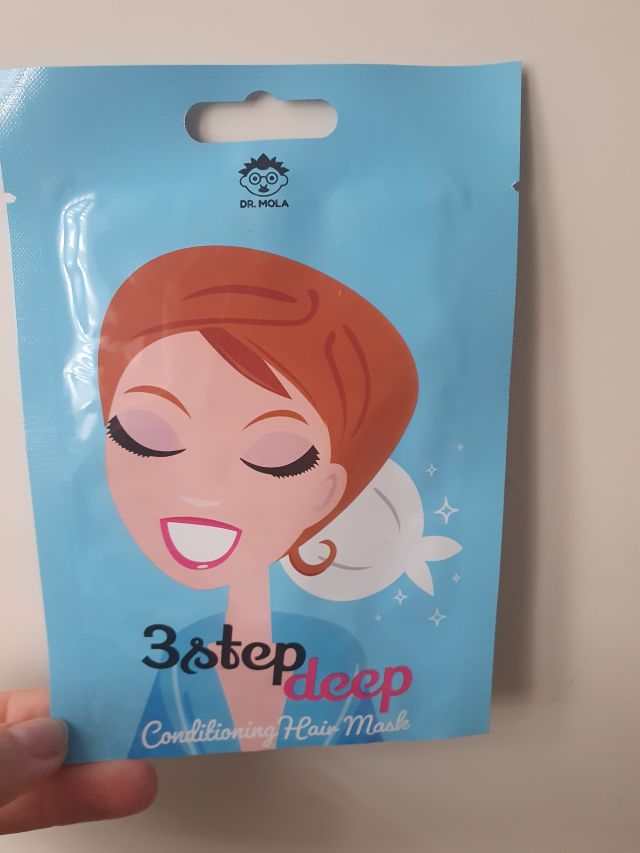 DR. MOLA
3step
deep
Conditioning Hair Mask